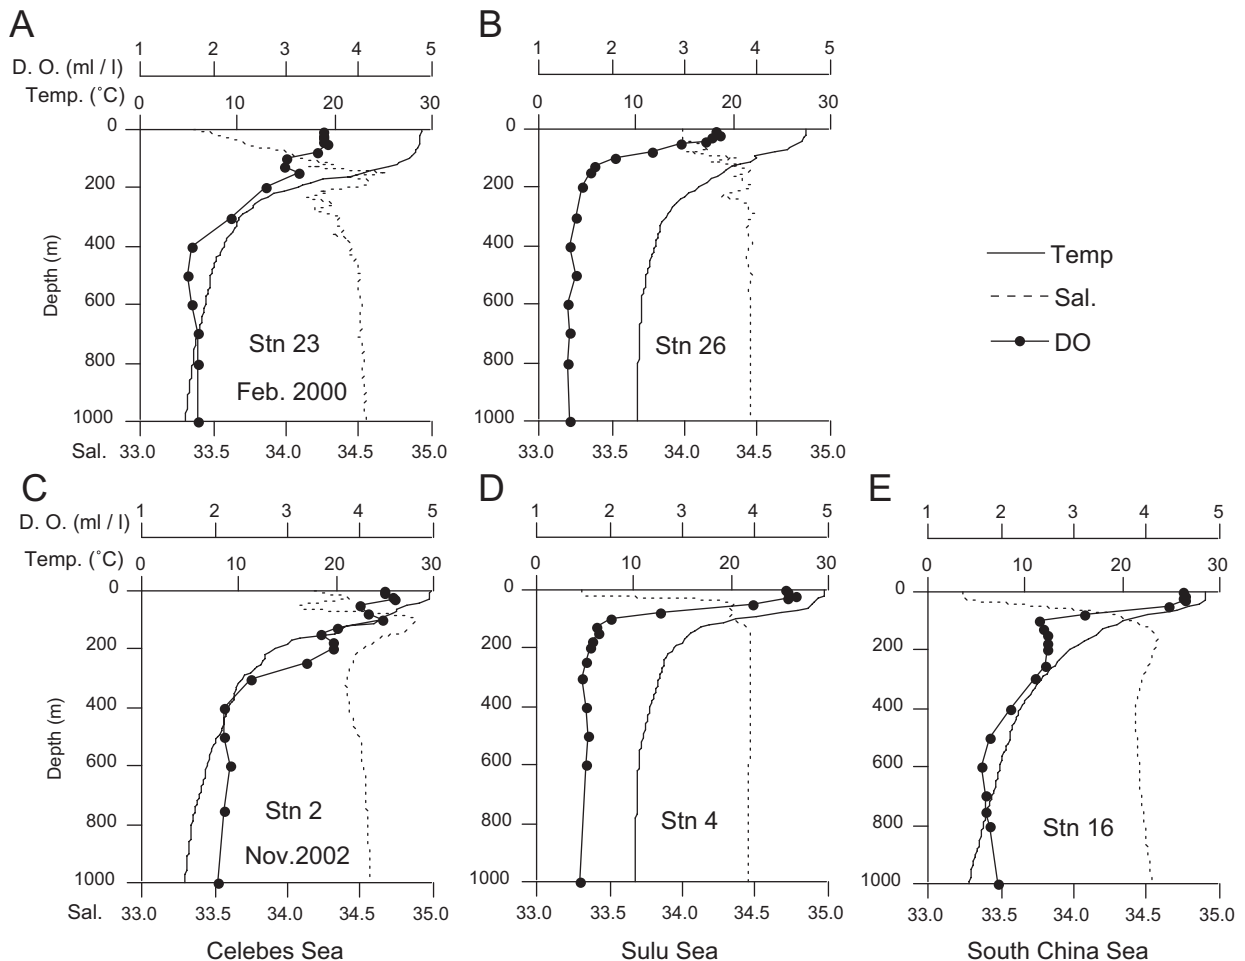 A
B
1 2 3 4 5
1 2 3 4 5
D. O. (ml / l)
Temp. (˚C)
0 10 20 30
0 10 20 30
0
200
400
600
800
1000
Depth (m)
Stn 23
Feb. 2000
0
200
400
600
800
1000
Stn 26
Temp
Sal.
DO
Sal. 33.0 33.5 34.0 34.5 35.0
33.0 33.5 34.0 34.5 35.0
C
D
E
1 2 3 4 5
1 2 3 4 5
1 2 3 4 5
D. O. (ml / l)
Temp. (˚C)
0 10 20 30
0 10 20 30
0 10 20 30
0
200
400
600
800
1000
Depth (m)
Stn 2
Nov.2002
0
200
400
600
800
1000
Stn 4
0
200
400
600
800
1000
Stn 16
Sal. 33.0 33.5 34.0 34.5 35.0
33.0 33.5 34.0 34.5 35.0
33.0 33.5 34.0 34.5 35.0
Celebes Sea
Sulu Sea
South China Sea